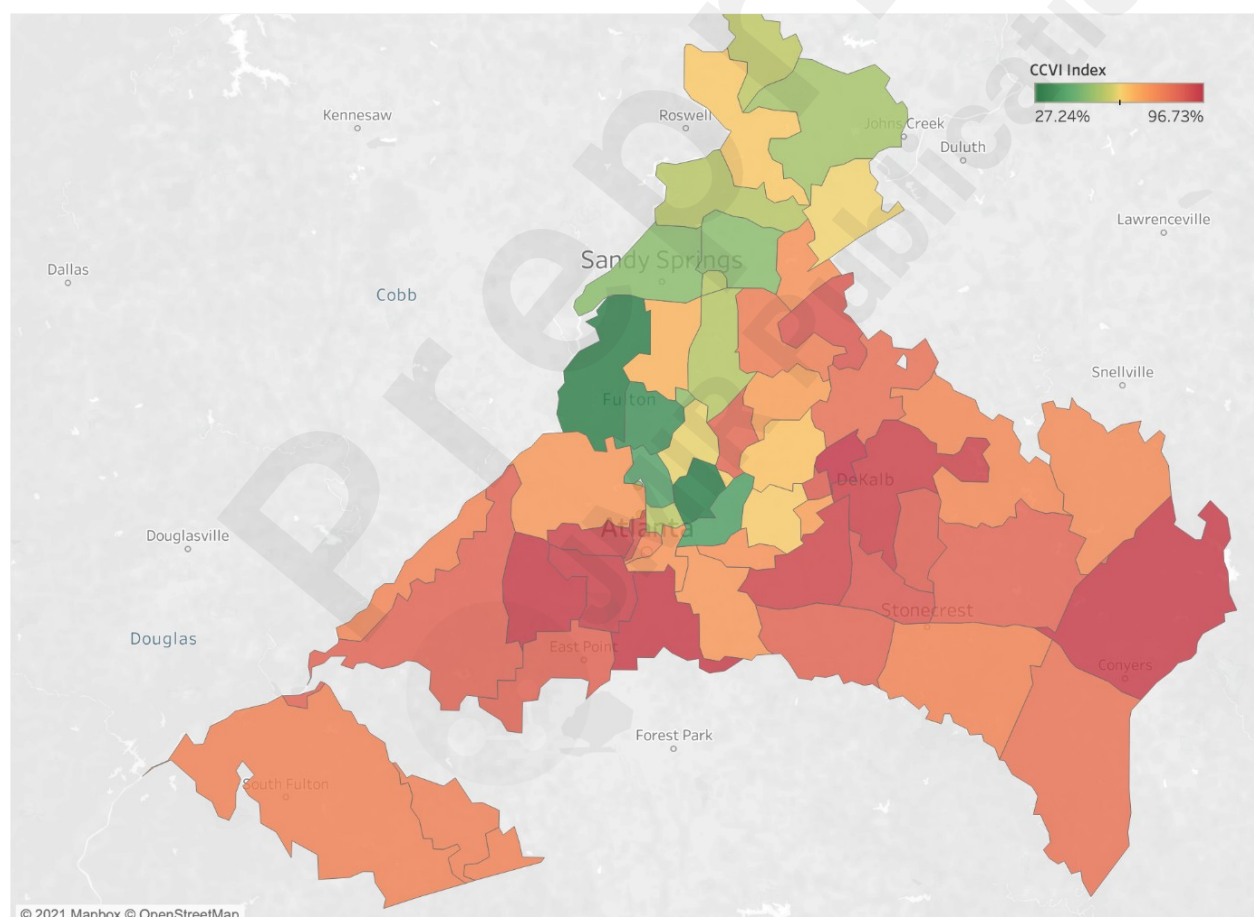 CCVI Index
27.24% 96.73%
Kennesaw
Roswell
Johns Creek
Duluth
Lawrenceville
Sandy Springs
Dallas
Cobb
Snellville
Fulton
DeKalb
Douglasville
Atlanta
Stonecrest
Douglas
East Point
Conyers
Forest Park
South Fulton
© 2021 Mapbox © OpenStreetMap